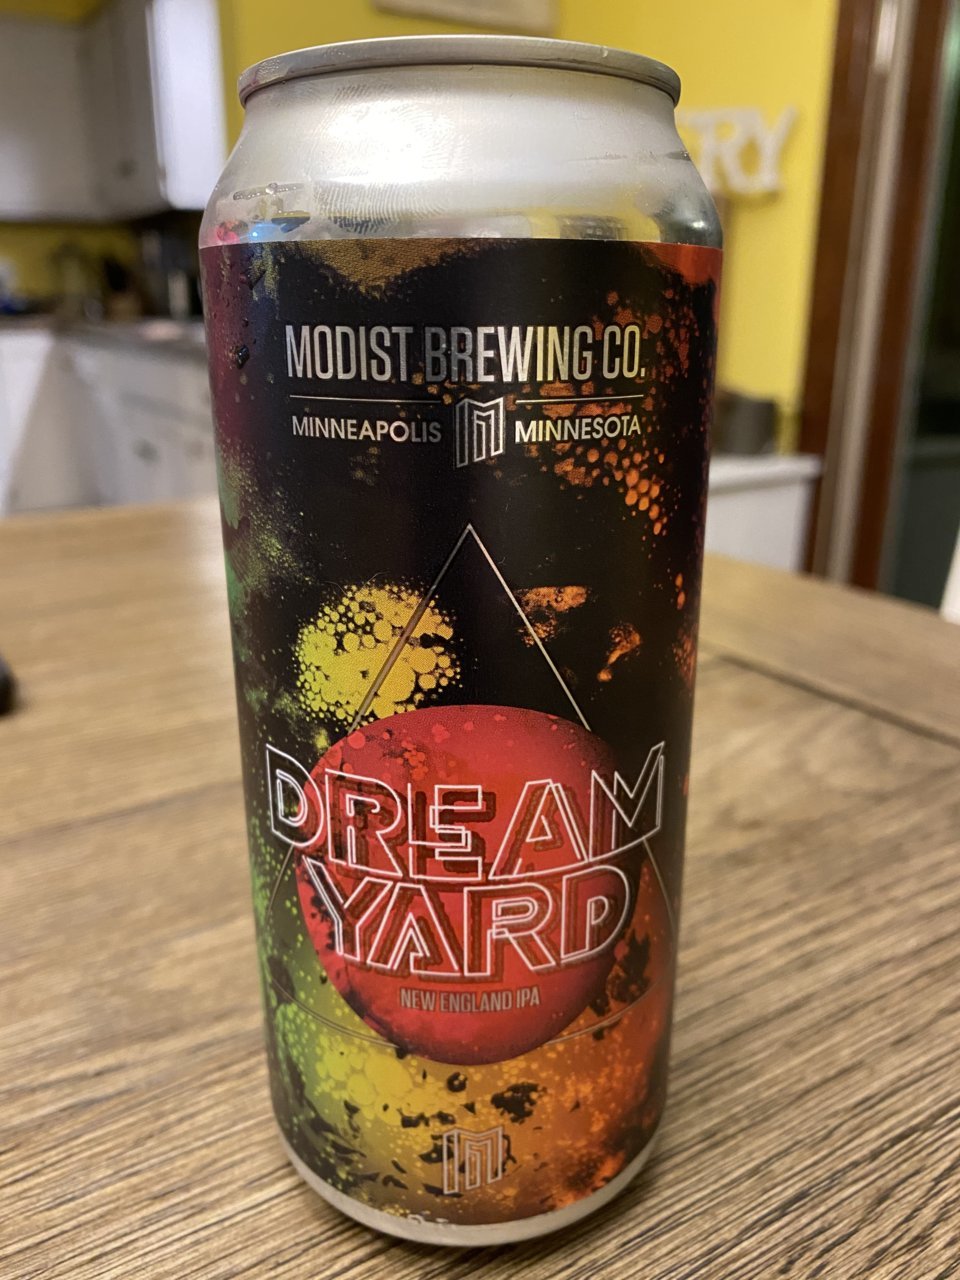 MODIST BREWING CO.
MINNEAPOLIS MINNESOTA
DREAM
YARD
NEW ENGLAND IPA